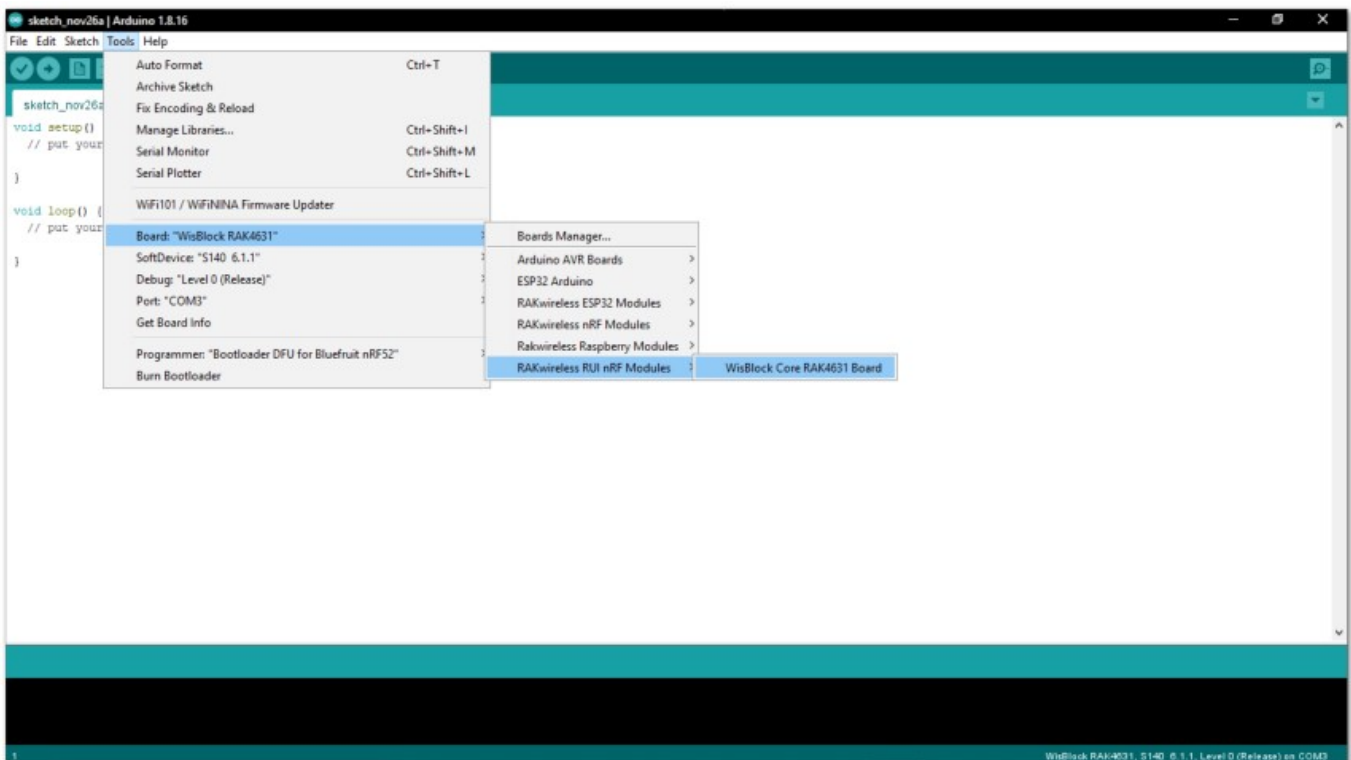 sketch_nov26a | Arduino 1.8.16
File Edit Sketch Tools Help
sketch_nov26a
void setup()
// put your
}
void loop() {
// put your
}
Auto Format Ctrl+T
Archive Sketch
Fix Encoding & Reload
Manage Libraries... Ctrl+Shift+I
Serial Monitor Ctrl+Shift+M
Serial Plotter Ctrl+Shift+L
WiFi101 / WiFiNINA Firmware Updater
Board: "WisBlock RAK4631"
SoftDevice: "S140 6.1.1"
Debug: "Level 0 (Release)"
Port: "COM3"
Get Board Info
Programmer: "Bootloader DFU for Bluefruit nRF52"
Burn Bootloader
Boards Manager...
Arduino AVR Boards
ESP32 Arduino
RAKwireless ESP32 Modules
RAKwireless nRF Modules
Rakwireless Raspberry Modules
RAKwireless RUI nRF Modules
WisBlock Core RAK4631 Board
1
WisBlock RAK4631, S140 6.1.1, Level 0 (Release) on COM3